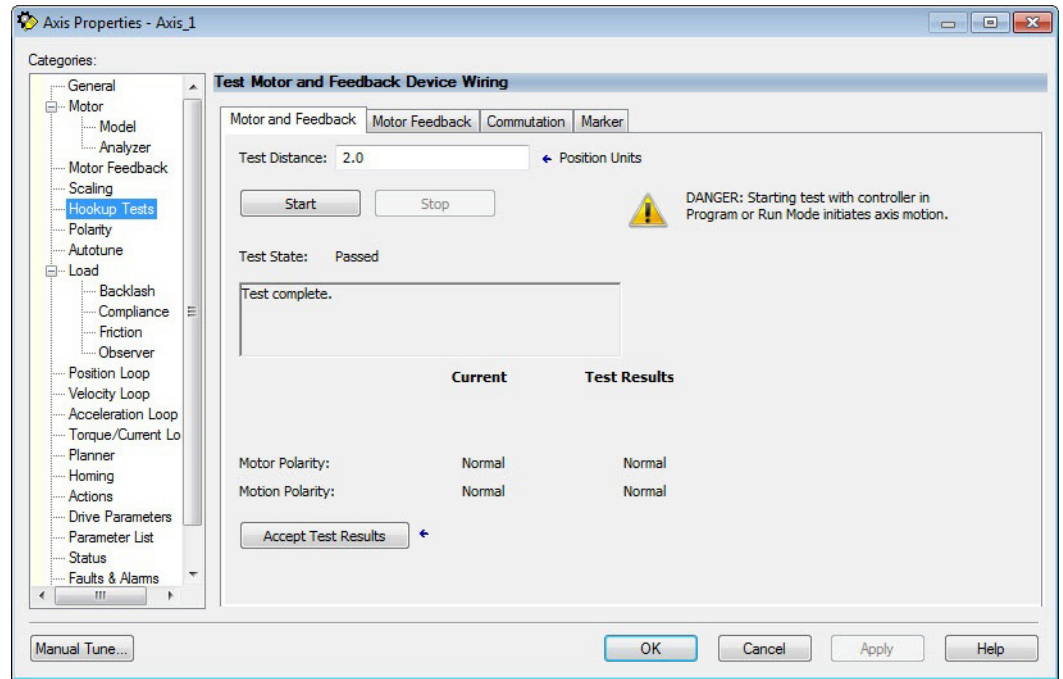 Axis Properties - Axis_1
Categories:
General
Motor
Model
Analyzer
Motor Feedback
Scaling
Hookup Tests
Polarity
Autotune
Load
Backlash
Compliance
Friction
Observer
Position Loop
Velocity Loop
Acceleration Loop
Torque/Current Lo
Planner
Homing
Actions
Drive Parameters
Parameter List
Status
Faults & Alarms
Test Motor and Feedback Device Wiring
Motor and Feedback Motor Feedback Commutation Marker
Test Distance: 2.0 Position Units
Start Stop
DANGER: Starting test with controller in
Program or Run Mode initiates axis motion.
Test State: Passed
Test complete.
Current Test Results
Motor Polarity: Normal Normal
Motion Polarity: Normal Normal
Accept Test Results
Manual Tune... OK Cancel Apply Help